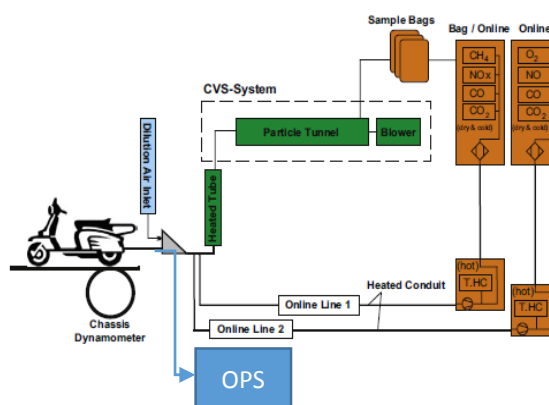 Sample Bags
Bag / Online
Online
CH4
NOx
CO
CO2
(dry & cold)
O2
NO
CO
CO2
(dry & cold)
CVS-System
Particle Tunnel
Blower
Dilution Air Inlet
Heated Tube
(hot)
T.HC
(hot)
T.HC
Heated Conduit
Online Line 1
Online Line 2
Chassis
Dynamometer
OPS